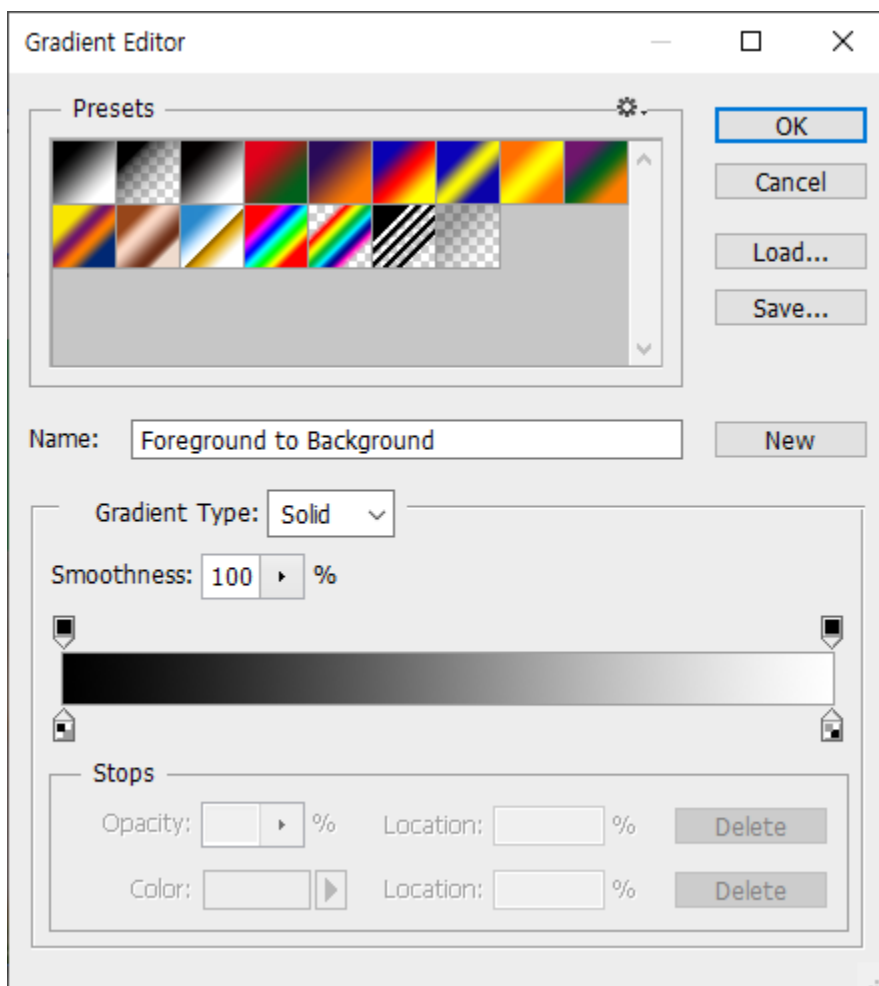 Gradient Editor
Presets
OK
Cancel
Load...
Save...
Name: Foreground to Background
New
Gradient Type: Solid
Smoothness: 100 %
Stops
Opacity: % Location: % Delete
Color: Location: % Delete